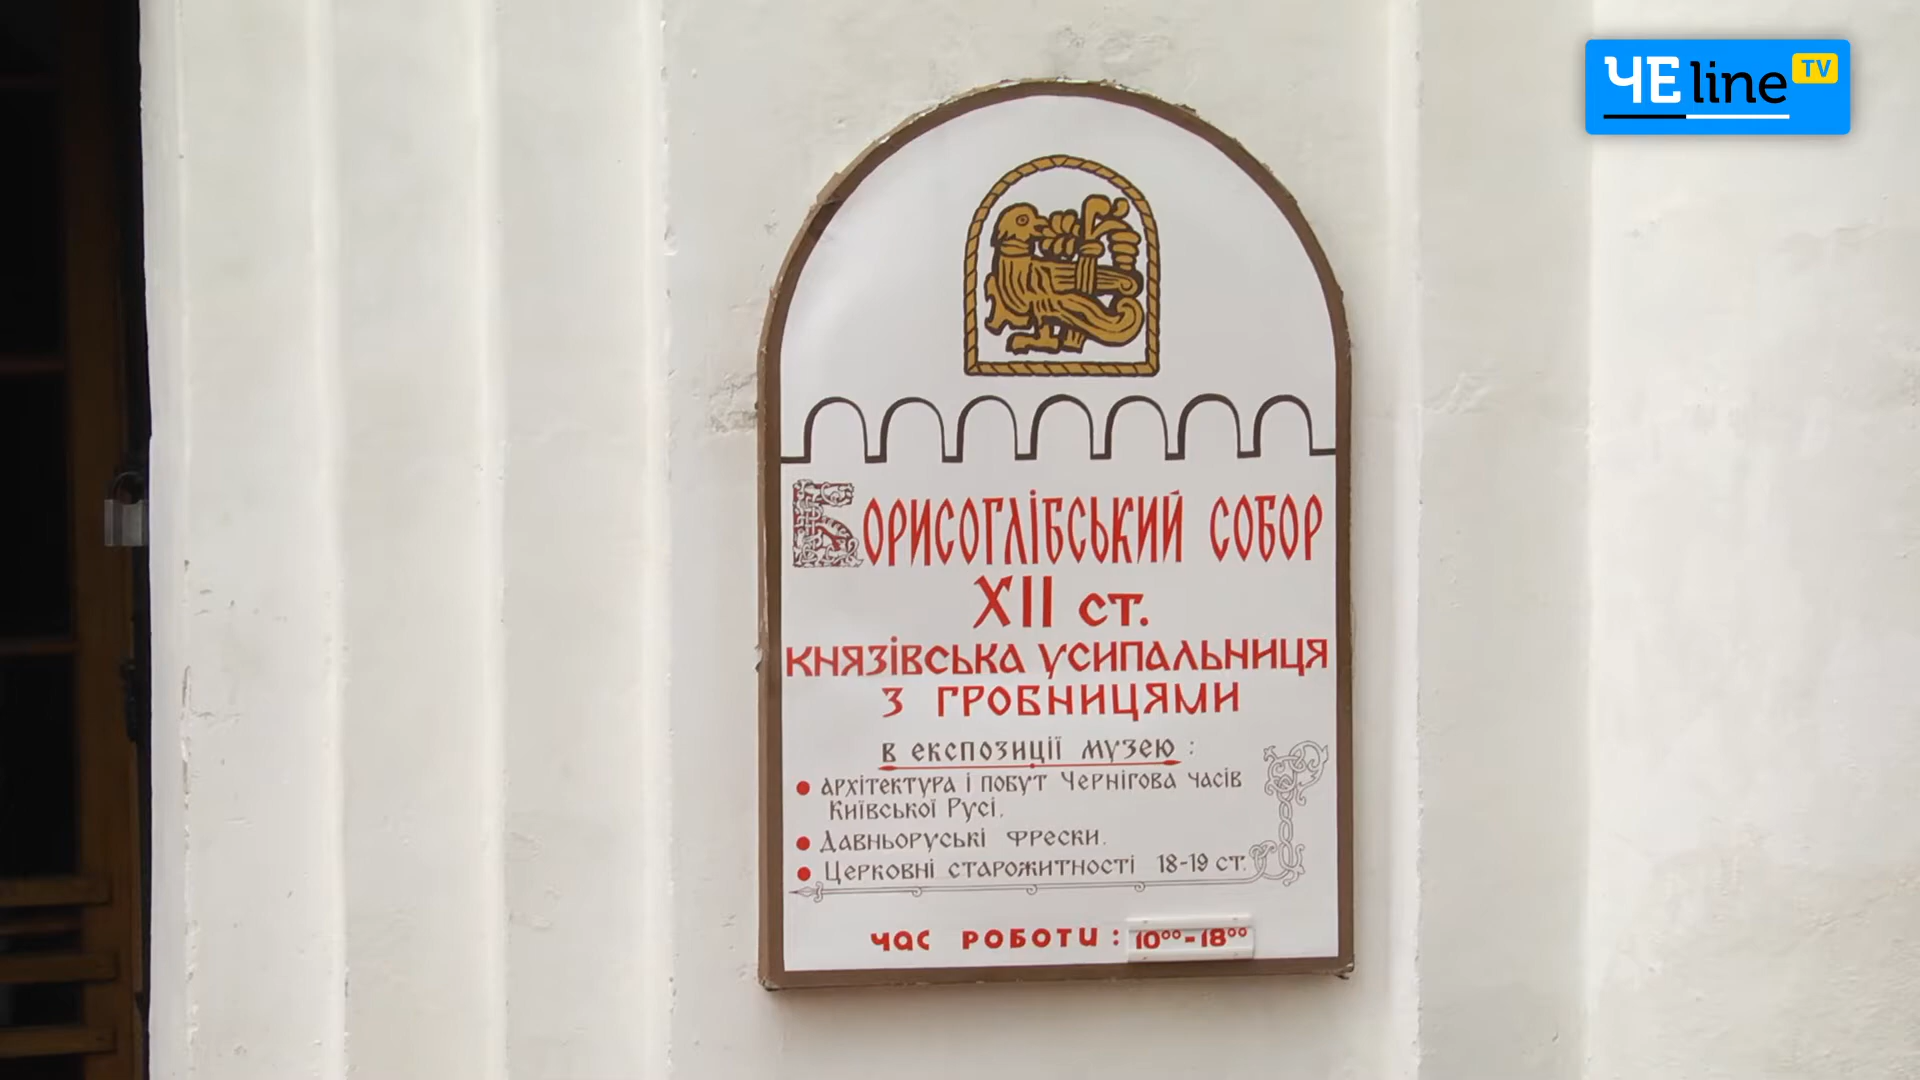 ЧЕline TV
Борисоглібський собор
XII ст.
князівська усипальниця
з гробницями
в експозиції музею :
• архітектура і побут Чернігова часів
Київської Русі.
• Давньоруські фрески.
• Церковні старожитності 18-19 ст.
час роботи : 10⁰⁰-18⁰⁰